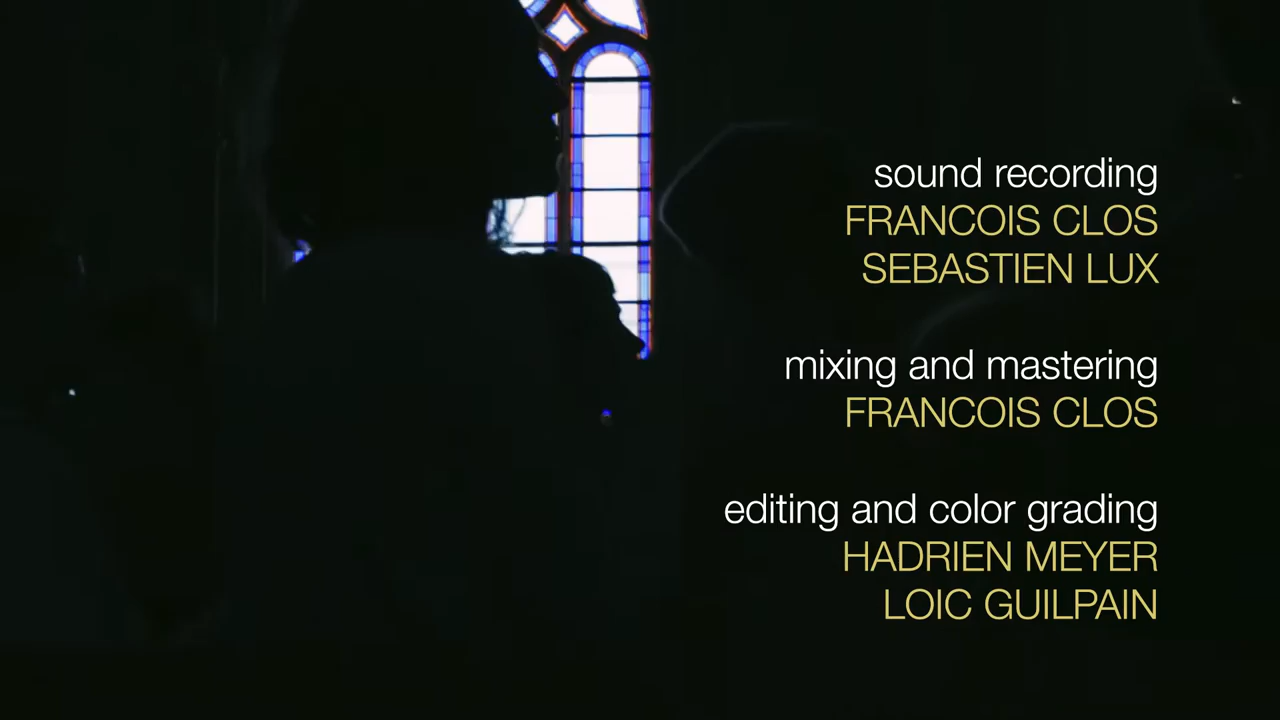 sound recording
FRANCOIS CLOS
SEBASTIEN LUX
mixing and mastering
FRANCOIS CLOS
editing and color grading
HADRIEN MEYER
LOIC GUILPAIN